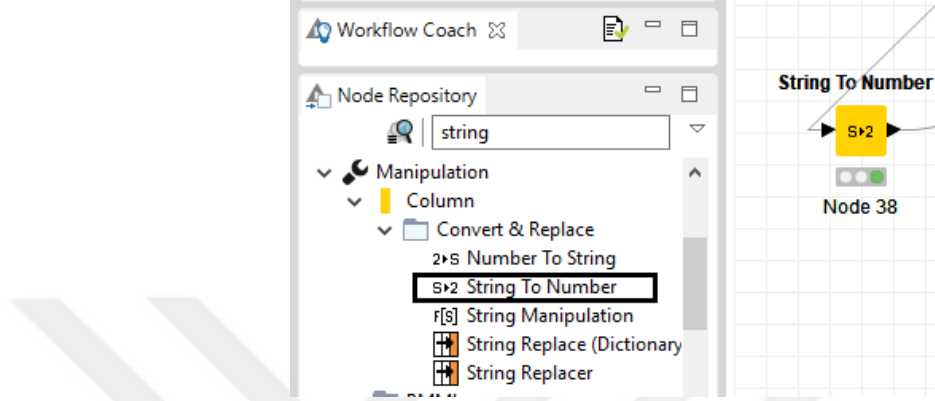 Workflow Coach
Node Repository
string
Manipulation
Column
Convert & Replace
2▸S Number To String
S▸2 String To Number
F[S] String Manipulation
String Replace (Dictionary
String Replacer
String To Number
S▸2
Node 38